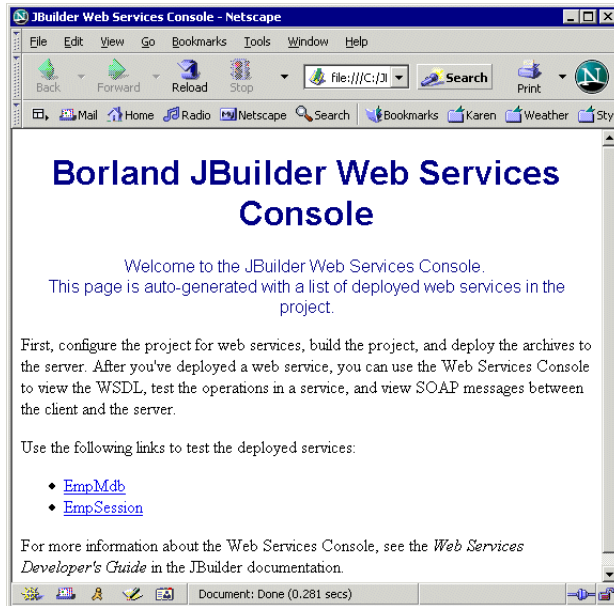 JBuilder Web Services Console - Netscape
File Edit View Go Bookmarks Tools Window Help
Back Forward Reload Stop file:///C:/JI Search Print N
Mail Home Radio Netscape Search Bookmarks Karen Weather Sty
Borland JBuilder Web Services
Console
Welcome to the JBuilder Web Services Console.
This page is auto-generated with a list of deployed web services in the
project.
First, configure the project for web services, build the project, and deploy the archives to
the server. After you've deployed a web service, you can use the Web Services Console
to view the WSDL, test the operations in a service, and view SOAP messages between
the client and the server.
Use the following links to test the deployed services:
• EmpMdb
• EmpSession
For more information about the Web Services Console, see the Web Services
Developer's Guide in the JBuilder documentation.
Document: Done (0.281 secs)